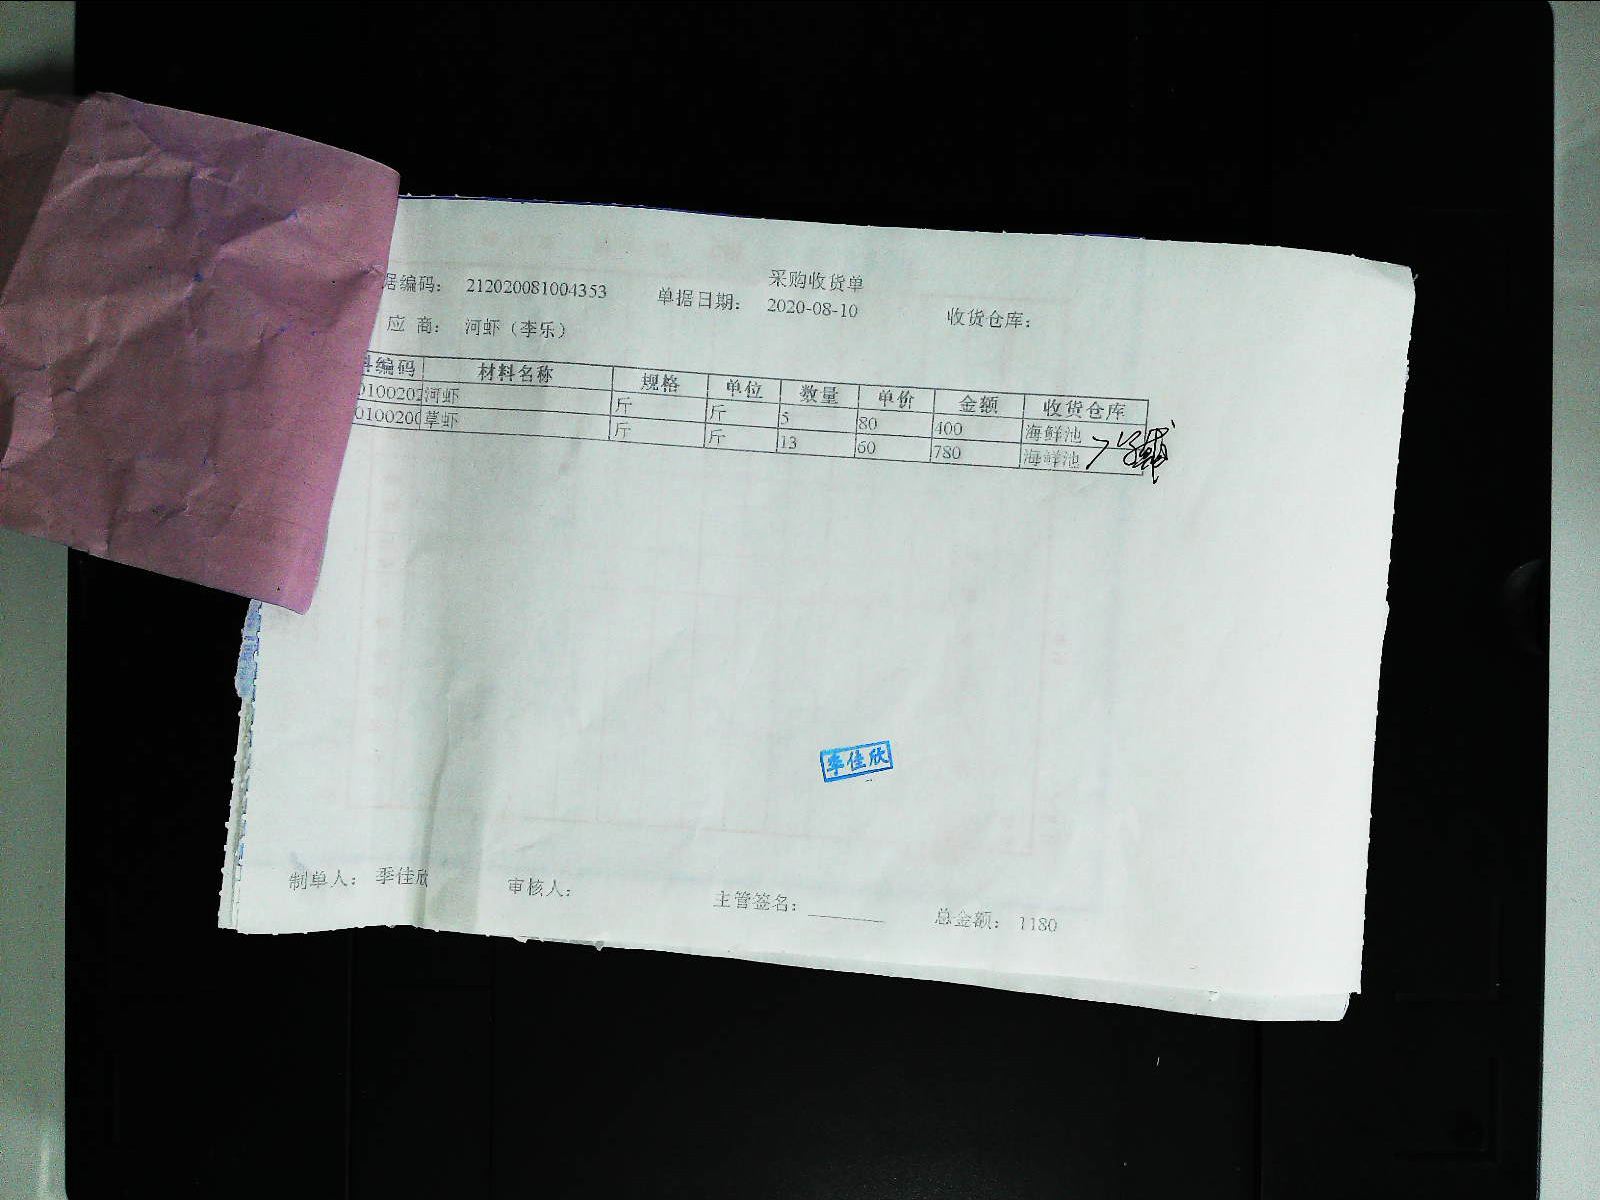 采购收货单
据编码： 212020081004353 单据日期： 2020-08-10 收货仓库：
应 商： 河虾（李乐）
编码 材料名称 规格 单位 数量 单价 金额 收货仓库
0100202 河虾 斤 斤 5 80 400 海鲜池
0100200 草虾 斤 斤 13 60 780 海鲜池
季佳欣
制单人： 季佳欣 审核人： 主管签名：________ 总金额： 1180